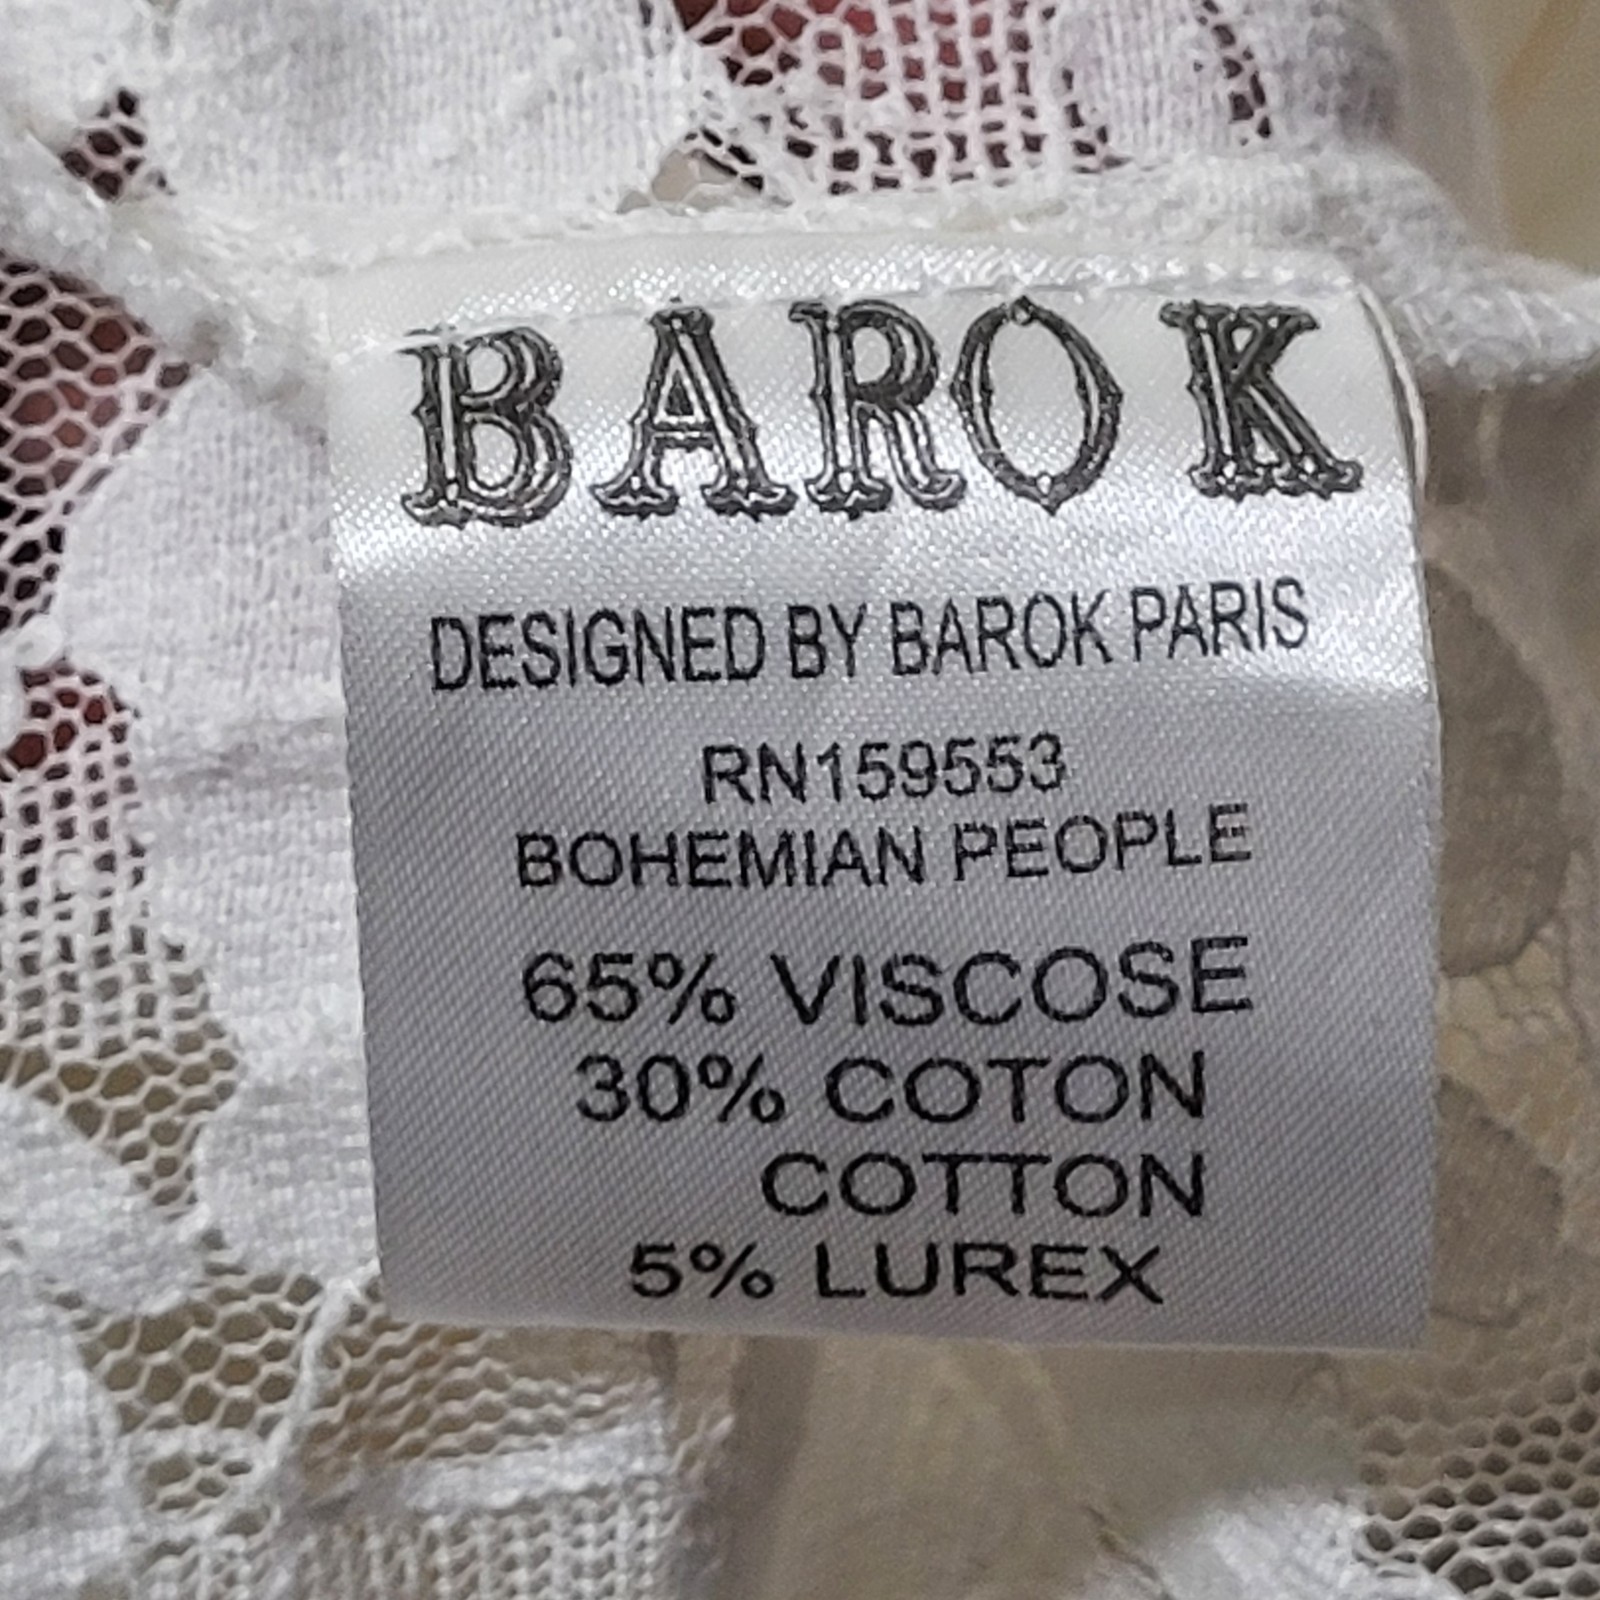 BAROK
DESIGNED BY BAROK PARIS
RN159553
BOHEMIAN PEOPLE
65% VISCOSE
30% COTON
COTTON
5% LUREX